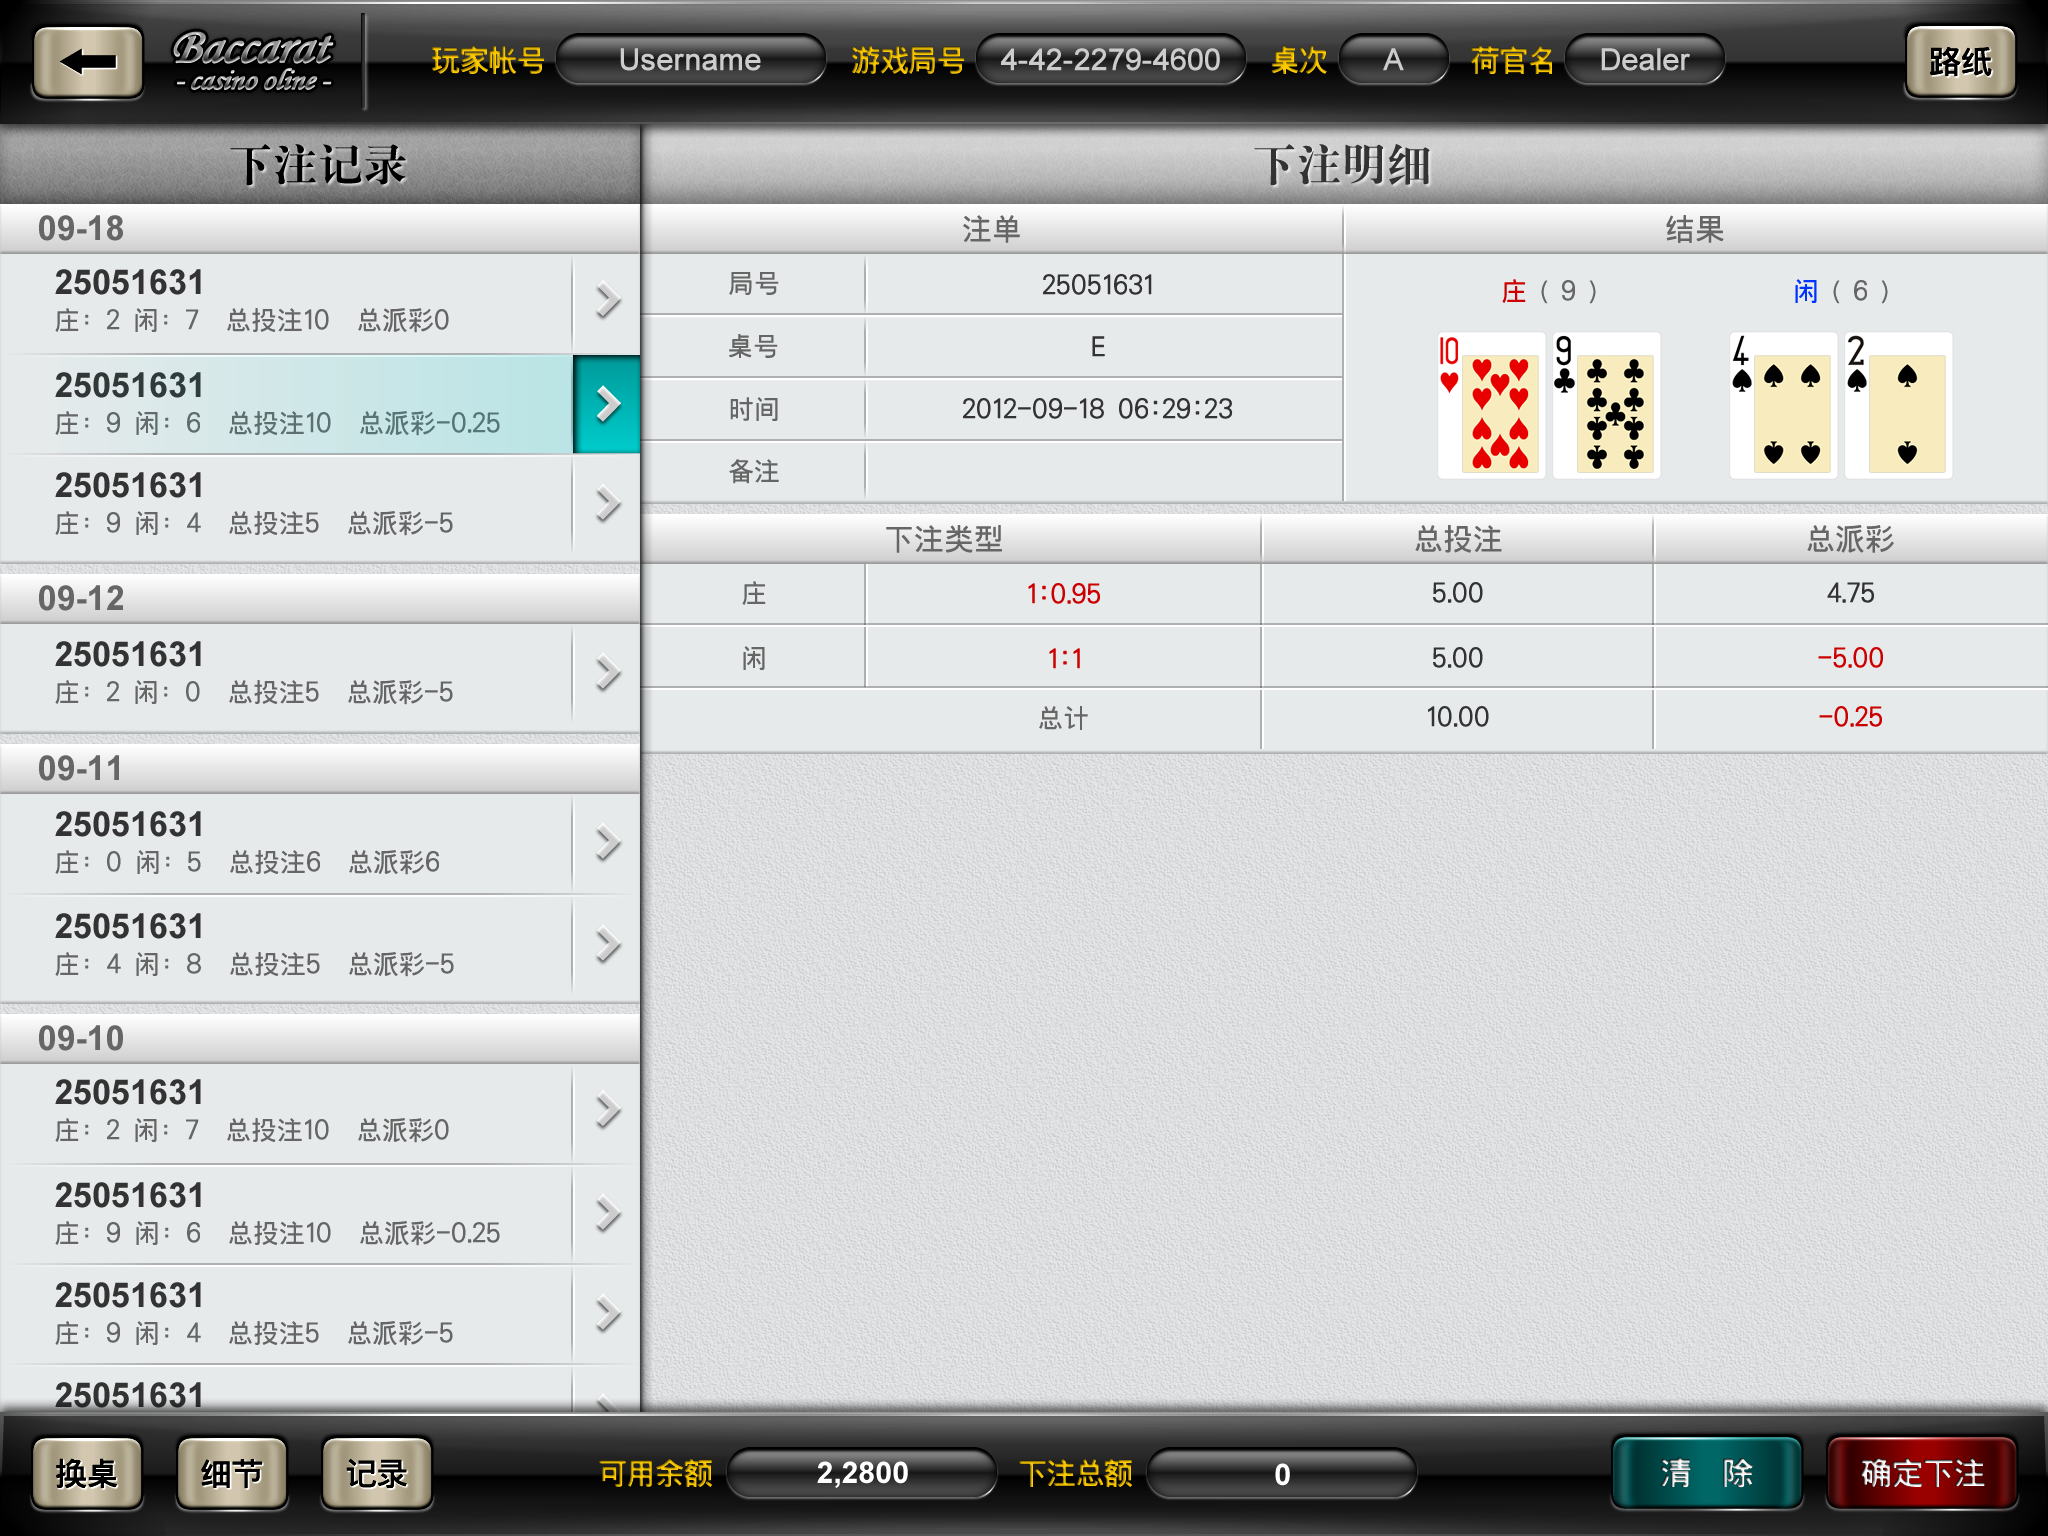 Baccarat
- casino oline -
玩家帐号 Username 游戏局号 4-42-2279-4600 桌次 A 荷官名 Dealer
路纸
下注记录
09-18
25051631
庄：2 闲：7 总投注10 总派彩0
25051631
庄：9 闲：6 总投注10 总派彩-0.25
25051631
庄：9 闲：4 总投注5 总派彩-5
09-12
25051631
庄：2 闲：0 总投注5 总派彩-5
09-11
25051631
庄：0 闲：5 总投注6 总派彩6
25051631
庄：4 闲：8 总投注5 总派彩-5
09-10
25051631
庄：2 闲：7 总投注10 总派彩0
25051631
庄：9 闲：6 总投注10 总派彩-0.25
25051631
庄：9 闲：4 总投注5 总派彩-5
25051631
下注明细
注单 结果
局号 25051631
桌号 E
时间 2012-09-18 06:29:23
备注
庄（9） 闲（6）
10 9 4 2
下注类型 总投注 总派彩
庄 1:0.95 5.00 4.75
闲 1:1 5.00 -5.00
总计 10.00 -0.25
换桌 细节 记录 可用余额 2,2800 下注总额 0 清 除 确定下注